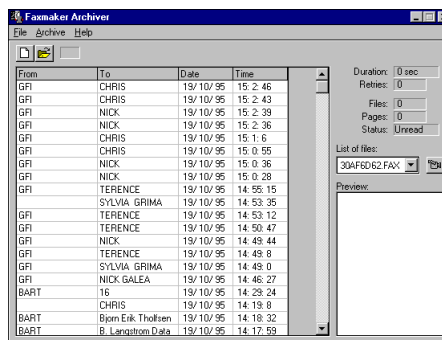 Faxmaker Archiver
File Archive Help
From To Date Time
GFI CHRIS 19/10/95 15: 2: 46
GFI CHRIS 19/10/95 15: 2: 43
GFI NICK 19/10/95 15: 2: 39
GFI NICK 19/10/95 15: 2: 36
GFI CHRIS 19/10/95 15: 1: 6
GFI CHRIS 19/10/95 15: 0: 55
GFI NICK 19/10/95 15: 0: 36
GFI NICK 19/10/95 15: 0: 28
GFI TERENCE 19/10/95 14: 55: 15
SYLVIA GRIMA 19/10/95 14: 53: 35
GFI TERENCE 19/10/95 14: 53: 12
GFI TERENCE 19/10/95 14: 50: 47
GFI NICK 19/10/95 14: 49: 44
GFI TERENCE 19/10/95 14: 49: 8
GFI SYLVIA GRIMA 19/10/95 14: 49: 0
GFI NICK GALEA 19/10/95 14: 46: 27
BART 16 19/10/95 14: 29: 24
CHRIS 19/10/95 14: 19: 8
BART Bjorn Erik Tholfsen 19/10/95 14: 18: 32
BART B. Langstrom Data 19/10/95 14: 17: 59
Duration: 0 sec
Retries: 0
Files: 0
Pages: 0
Status: Unread
List of files:
30AF6D62.FAX
Preview: